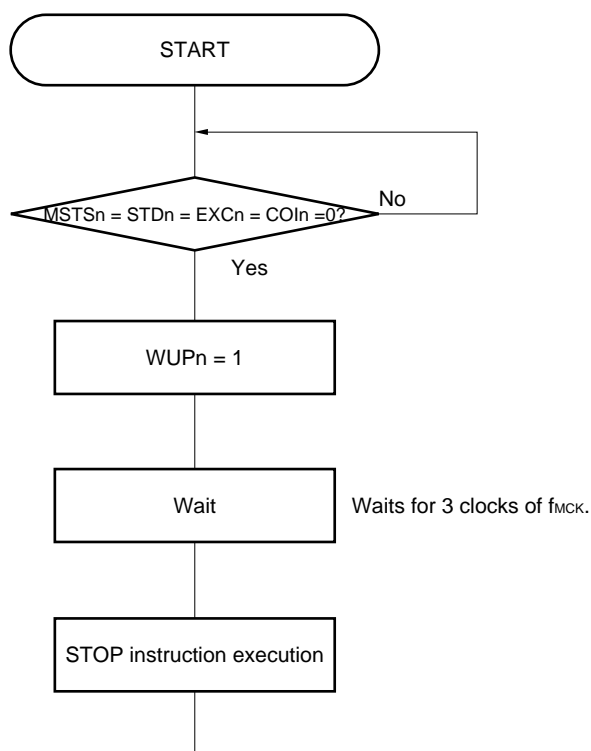 START
MSTSn = STDn = EXCn = COIn =0?
No
Yes
WUPn = 1
Wait
Waits for 3 clocks of fMCK.
STOP instruction execution